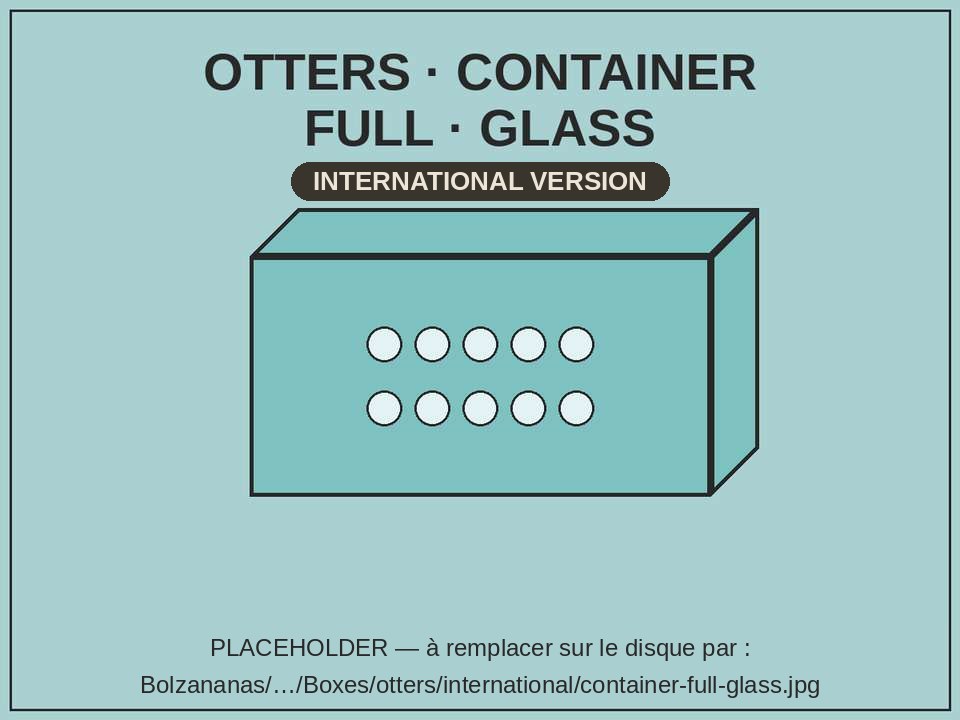 OTTERS · CONTAINER
FULL · GLASS
INTERNATIONAL VERSION
PLACEHOLDER — à remplacer sur le disque par :
Bolzananas/…/Boxes/otters/international/container-full-glass.jpg